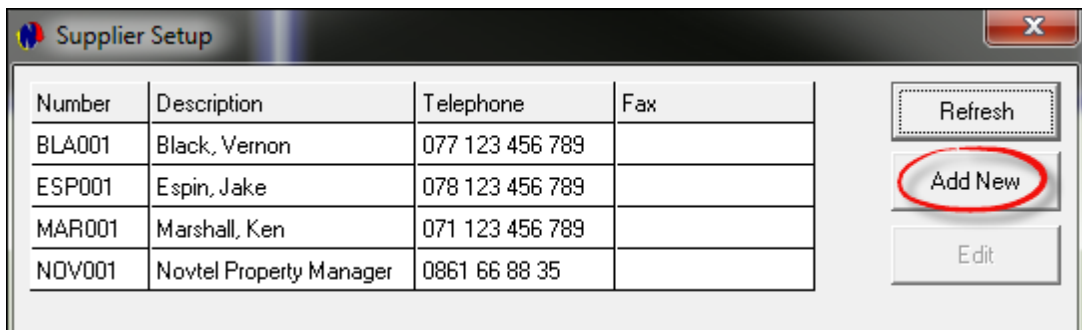 Supplier Setup
Number Description Telephone Fax Refresh
BLA001 Black, Vernon 077 123 456 789
ESP001 Espin, Jake 078 123 456 789 Add New
MAR001 Marshall, Ken 071 123 456 789
NOV001 Novtel Property Manager 0861 66 88 35 Edit